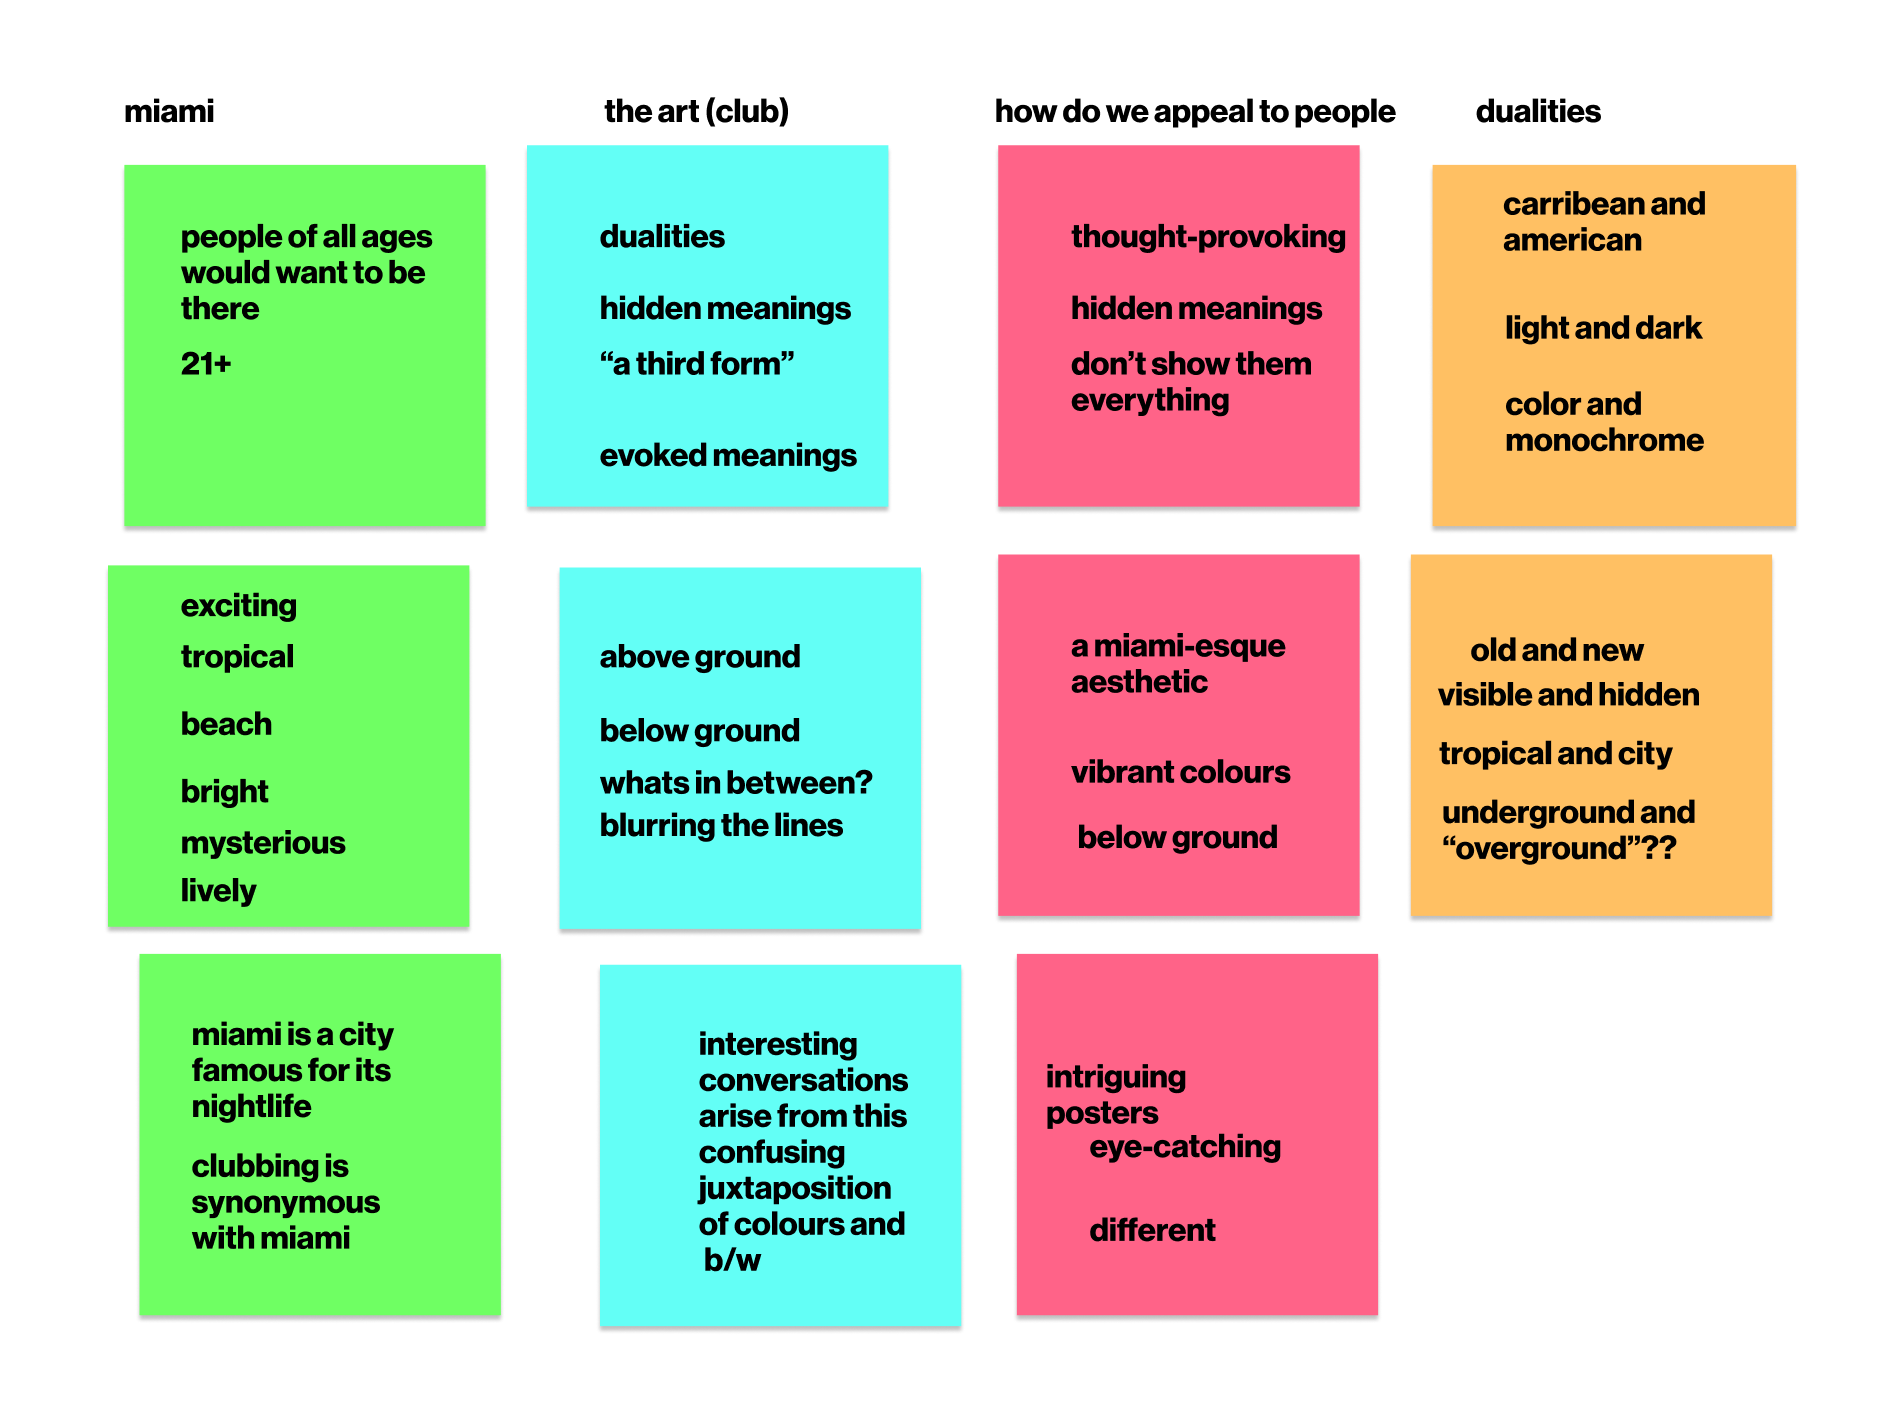 miami
people of all ages
would want to be
there
21+
exciting
tropical
beach
bright
mysterious
lively
miami is a city
famous for its
nightlife
clubbing is
synonymous
with miami
the art (club)
dualities
hidden meanings
“a third form”
evoked meanings
above ground
below ground
whats in between?
blurring the lines
interesting
conversations
arise from this
confusing
juxtaposition
of colours and
b/w
how do we appeal to people
thought-provoking
hidden meanings
don’t show them
everything
a miami-esque
aesthetic
vibrant colours
below ground
intriguing
posters
eye-catching
different
dualities
carribean and
american
light and dark
color and
monochrome
old and new
visible and hidden
tropical and city
underground and
“overground”??